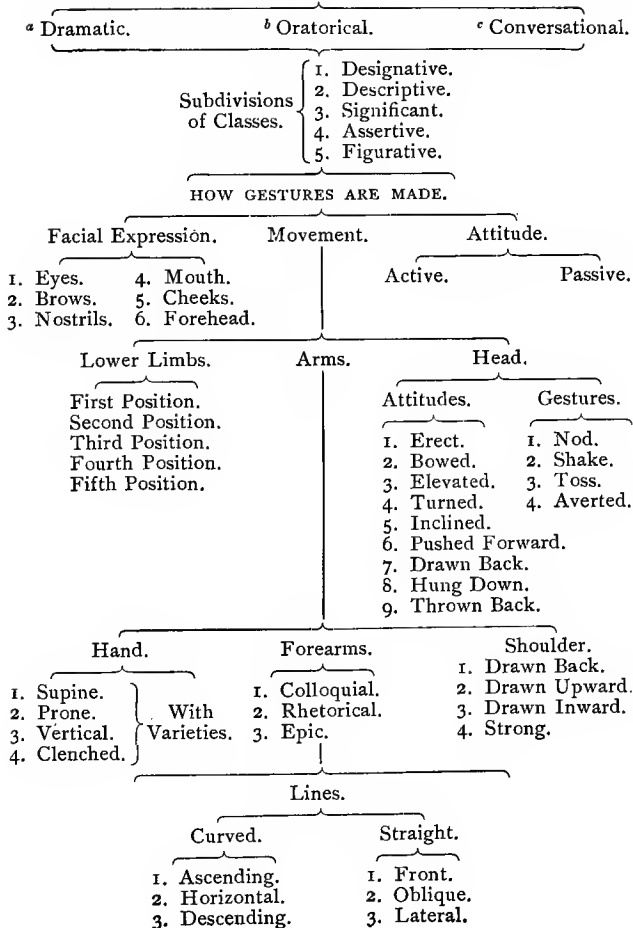 a Dramatic. b Oratorical. c Conversational.
Subdivisions of Classes.
1. Designative.
2. Descriptive.
3. Significant.
4. Assertive.
5. Figurative.
HOW GESTURES ARE MADE.
Facial Expression. Movement. Attitude.
1. Eyes. 4. Mouth.
2. Brows. 5. Cheeks.
3. Nostrils. 6. Forehead.
Active. Passive.
Lower Limbs. Arms. Head.
First Position.
Second Position.
Third Position.
Fourth Position.
Fifth Position.
Attitudes. Gestures.
1. Erect.
2. Bowed.
3. Elevated.
4. Turned.
5. Inclined.
6. Pushed Forward.
7. Drawn Back.
8. Hung Down.
9. Thrown Back.
1. Nod.
2. Shake.
3. Toss.
4. Averted.
Hand. Forearms. Shoulder.
1. Supine.
2. Prone.
3. Vertical.
4. Clenched.
With
Varieties.
1. Colloquial.
2. Rhetorical.
3. Epic.
1. Drawn Back.
2. Drawn Upward.
3. Drawn Inward.
4. Strong.
Lines.
Curved. Straight.
1. Ascending.
2. Horizontal.
3. Descending.
1. Front.
2. Oblique.
3. Lateral.